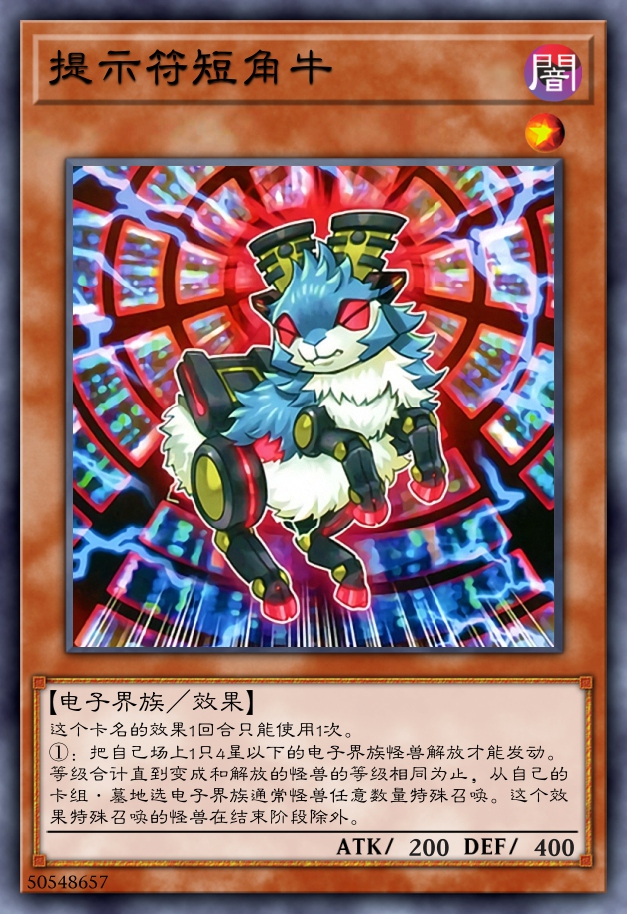 提示符短角牛
闇
【电子界族／效果】
这个卡名的效果1回合只能使用1次。
①：把自己场上1只4星以下的电子界族怪兽解放才能发动。
等级合计直到变成和解放的怪兽的等级相同为止，从自己的
卡组·墓地选电子界族通常怪兽任意数量特殊召唤。这个效
果特殊召唤的怪兽在结束阶段除外。
ATK/ 200 DEF/ 400
50548657